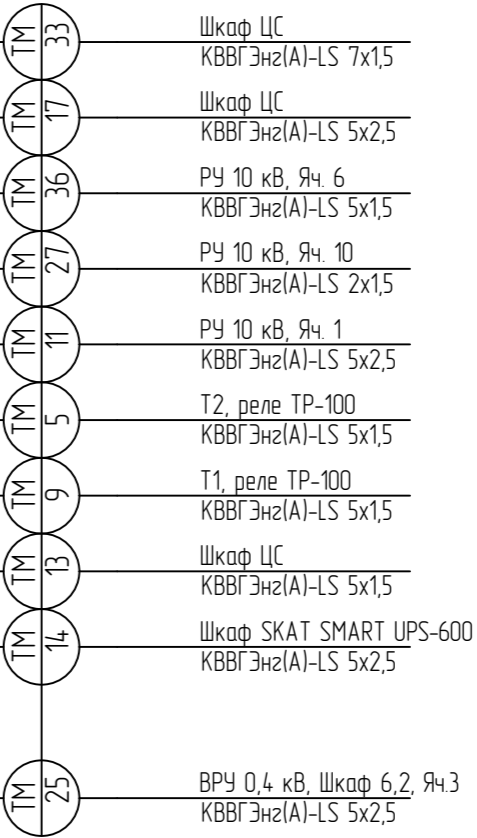 ТМ 33
Шкаф ЦС
КВВГЭнг(А)-LS 7х1,5
ТМ 17
Шкаф ЦС
КВВГЭнг(А)-LS 5х2,5
ТМ 36
РУ 10 кВ, Яч. 6
КВВГЭнг(А)-LS 5х1,5
ТМ 27
РУ 10 кВ, Яч. 10
КВВГЭнг(А)-LS 2х1,5
ТМ 11
РУ 10 кВ, Яч. 1
КВВГЭнг(А)-LS 5х2,5
ТМ 5
Т2, реле ТР-100
КВВГЭнг(А)-LS 5х1,5
ТМ 9
Т1, реле ТР-100
КВВГЭнг(А)-LS 5х1,5
ТМ 13
Шкаф ЦС
КВВГЭнг(А)-LS 5х1,5
ТМ 14
Шкаф SKAT SMART UPS-600
КВВГЭнг(А)-LS 5х2,5
ТМ 25
ВРУ 0,4 кВ, Шкаф 6,2, Яч.3
КВВГЭнг(А)-LS 5х2,5